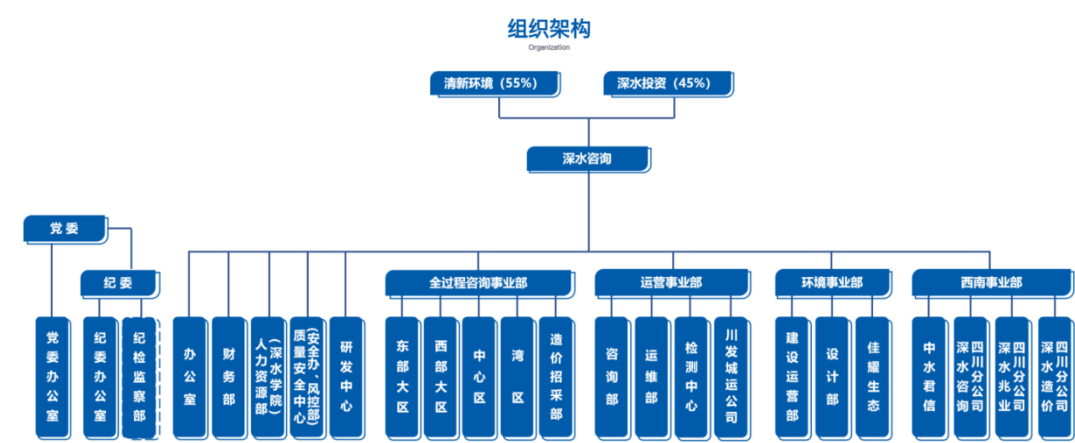 组织架构
Organization
清新环境（55%）
深水投资（45%）
深水咨询
党委
纪委
全过程咨询事业部
运营事业部
环境事业部
西南事业部
党委办公室
纪委办公室
纪检监察部
办公室
财务部
人力资源部
（深水学院）
质量安全中心
（安全办、风控部）
研发中心
东部大区
西部大区
中心区
湾区
造价招采部
咨询部
运维部
检测中心
川发城运公司
建设运营部
设计部
佳耀生态
中水君信
深水咨询
四川分公司
深水兆业
四川分公司
深水造价
四川分公司